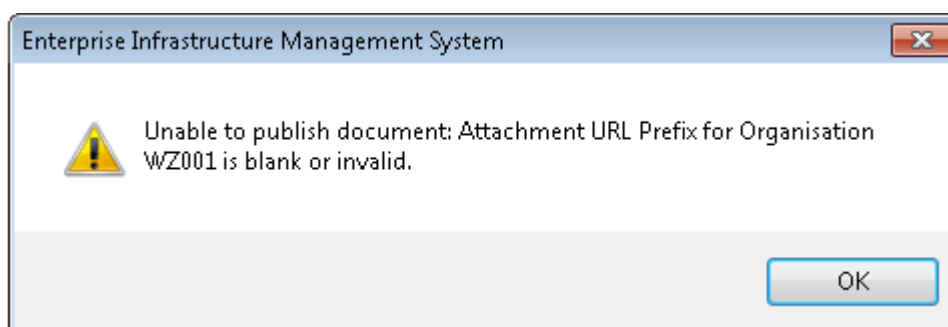 Enterprise Infrastructure Management System
Unable to publish document: Attachment URL Prefix for Organisation
WZ001 is blank or invalid.
OK